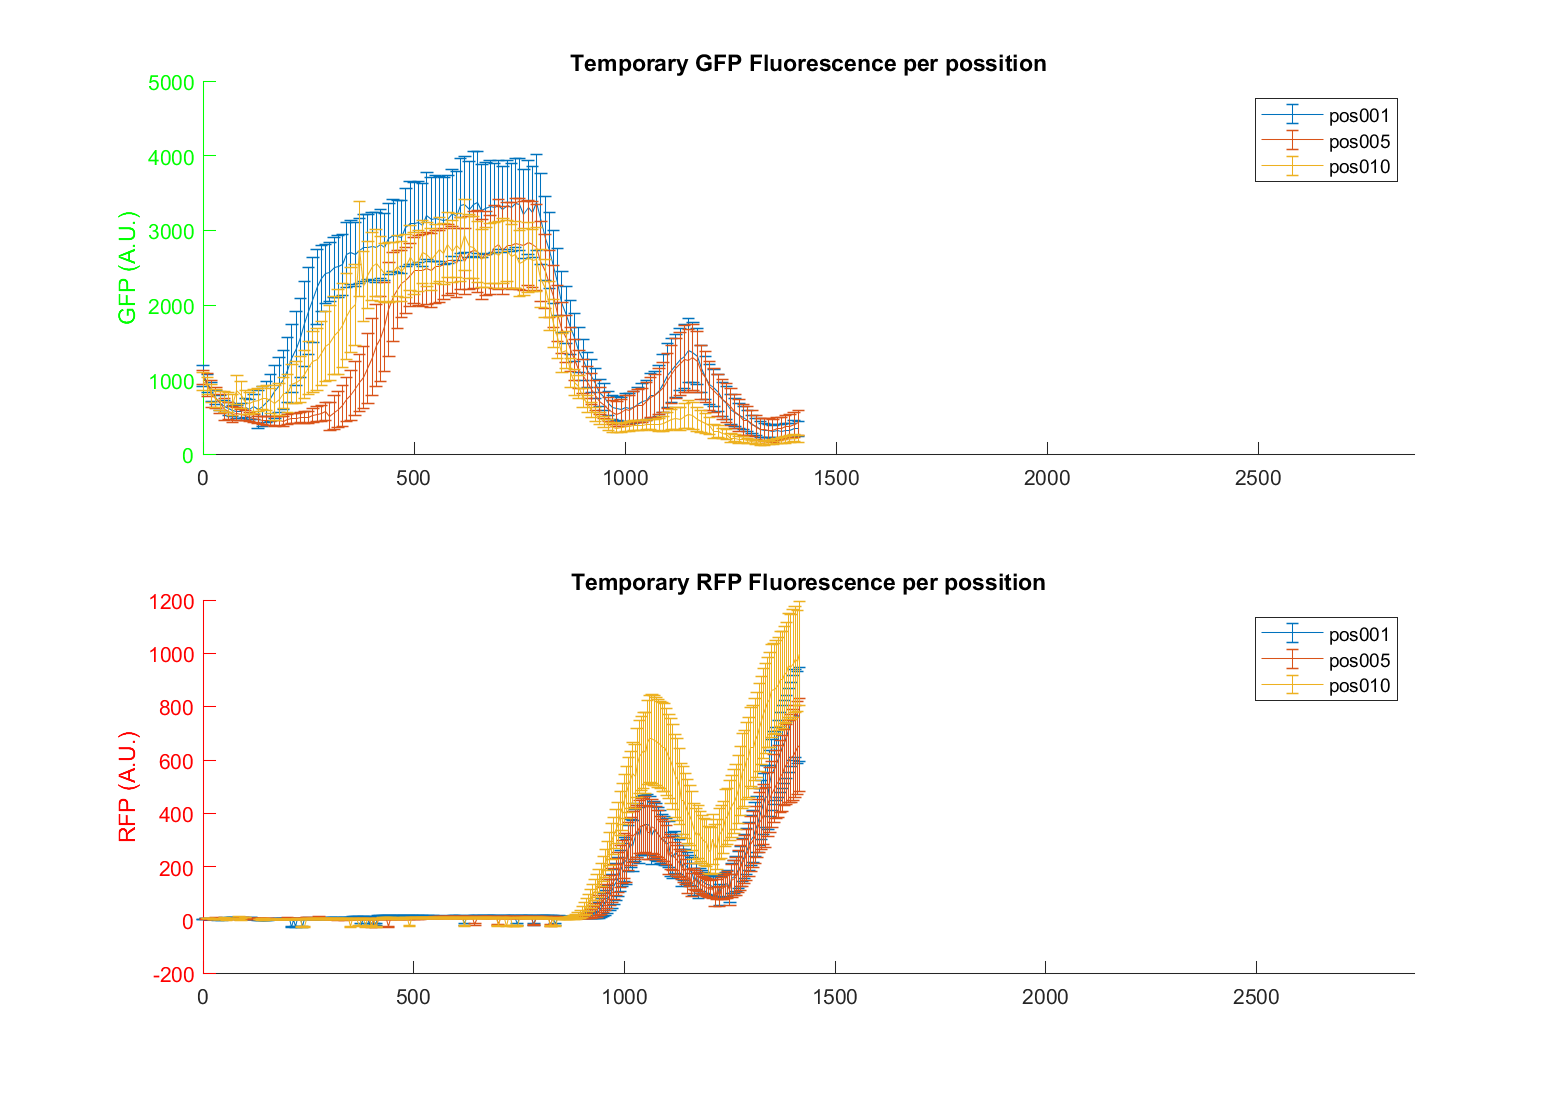 Temporary GFP Fluorescence per possition
5000
4000
3000
2000
1000
0
GFP (A.U.)
pos001
pos005
pos010
0 500 1000 1500 2000 2500
Temporary RFP Fluorescence per possition
1200
1000
800
600
400
200
0
-200
RFP (A.U.)
pos001
pos005
pos010
0 500 1000 1500 2000 2500